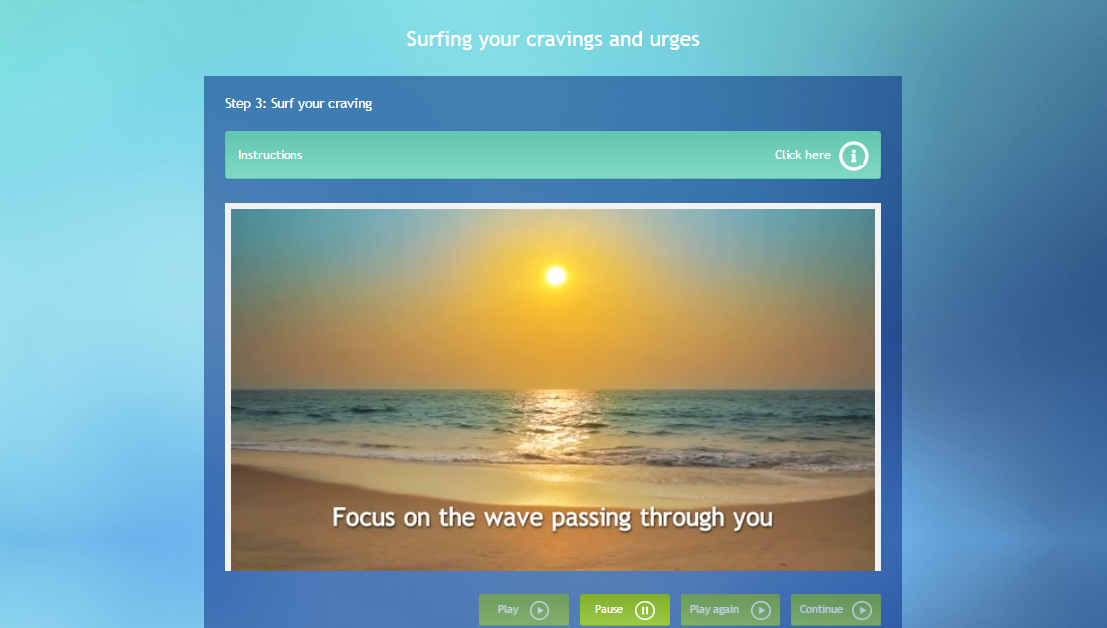 Surfing your cravings and urges
Step 3: Surf your craving
Instructions Click here
Focus on the wave passing through you
Play Pause Play again Continue